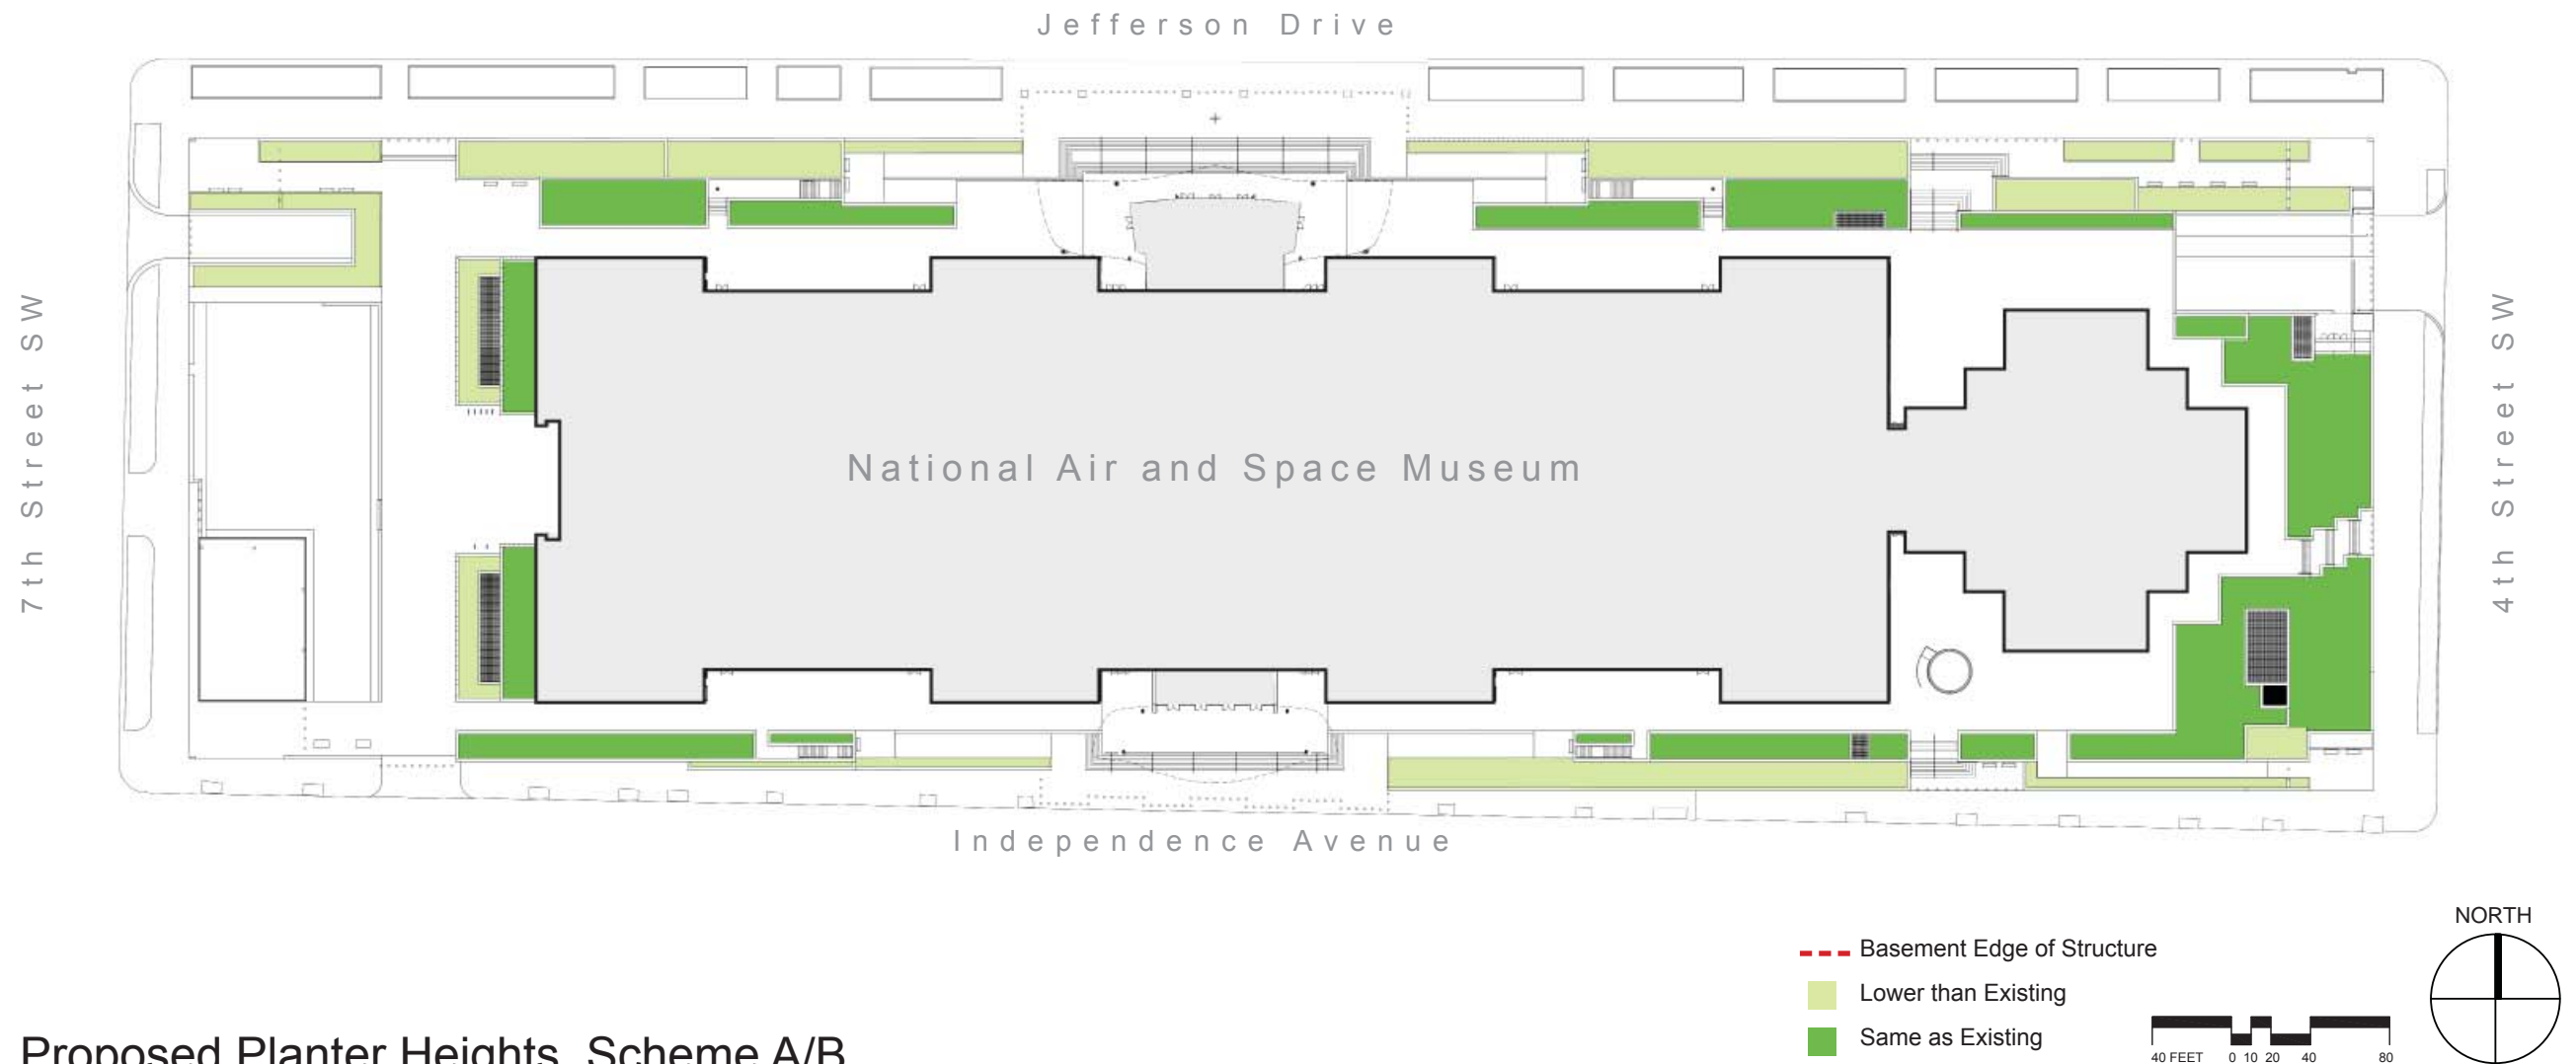 Jefferson Drive
7th Street SW
National Air and Space Museum
4th Street SW
Independence Avenue
NORTH
Basement Edge of Structure
Lower than Existing
Same as Existing
40 FEET 0 10 20 40 80
Proposed Planter Heights, Scheme A/B